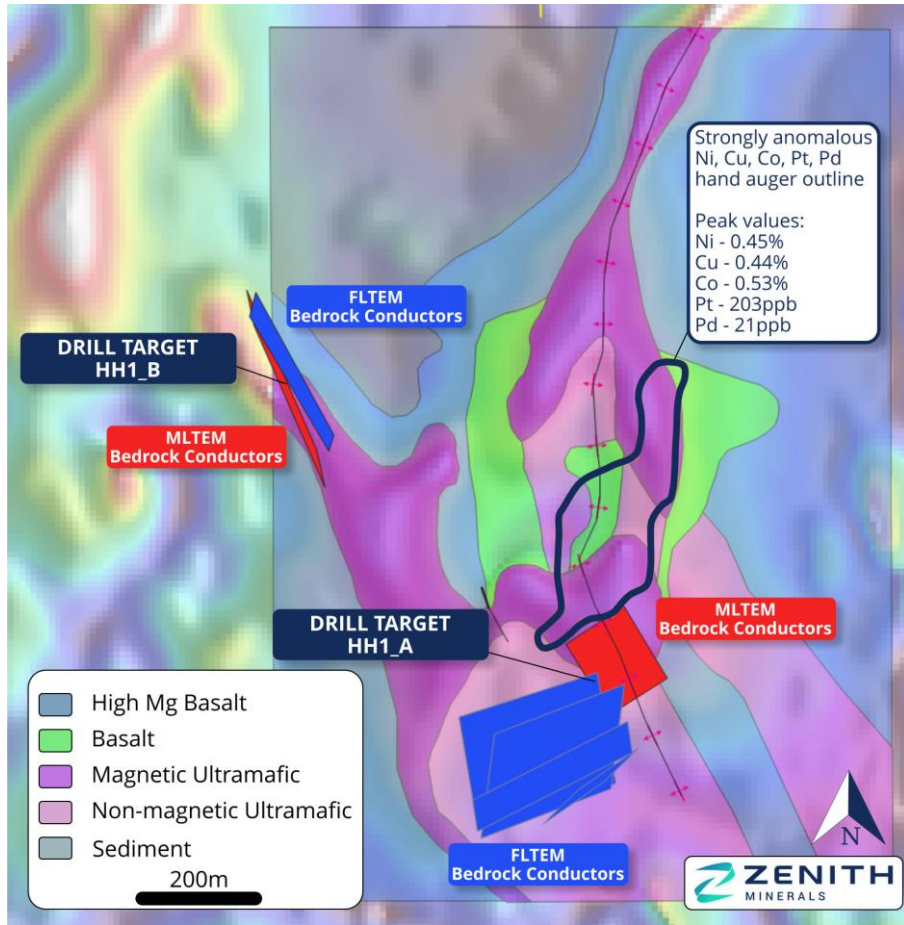 Strongly anomalous
Ni, Cu, Co, Pt, Pd
hand auger outline
Peak values:
Ni - 0.45%
Cu - 0.44%
Co - 0.53%
Pt - 203ppb
Pd - 21ppb
FLTEM
Bedrock Conductors
DRILL TARGET
HH1_B
MLTEM
Bedrock Conductors
DRILL TARGET
HH1_A
MLTEM
Bedrock Conductors
High Mg Basalt
Basalt
Magnetic Ultramafic
Non-magnetic Ultramafic
Sediment
200m
FLTEM
Bedrock Conductors
N
ZENITH
MINERALS